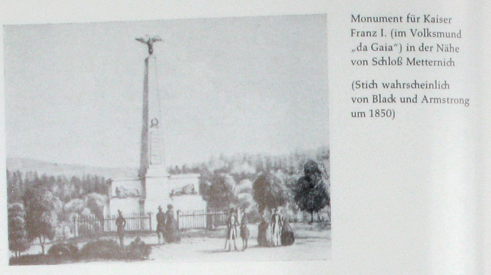 Monument für Kaiser
Franz I. (im Volksmund
„da Gaia“) in der Nähe
von Schloß Metternich
(Stich wahrscheinlich
von Black und Armstrong
um 1850)